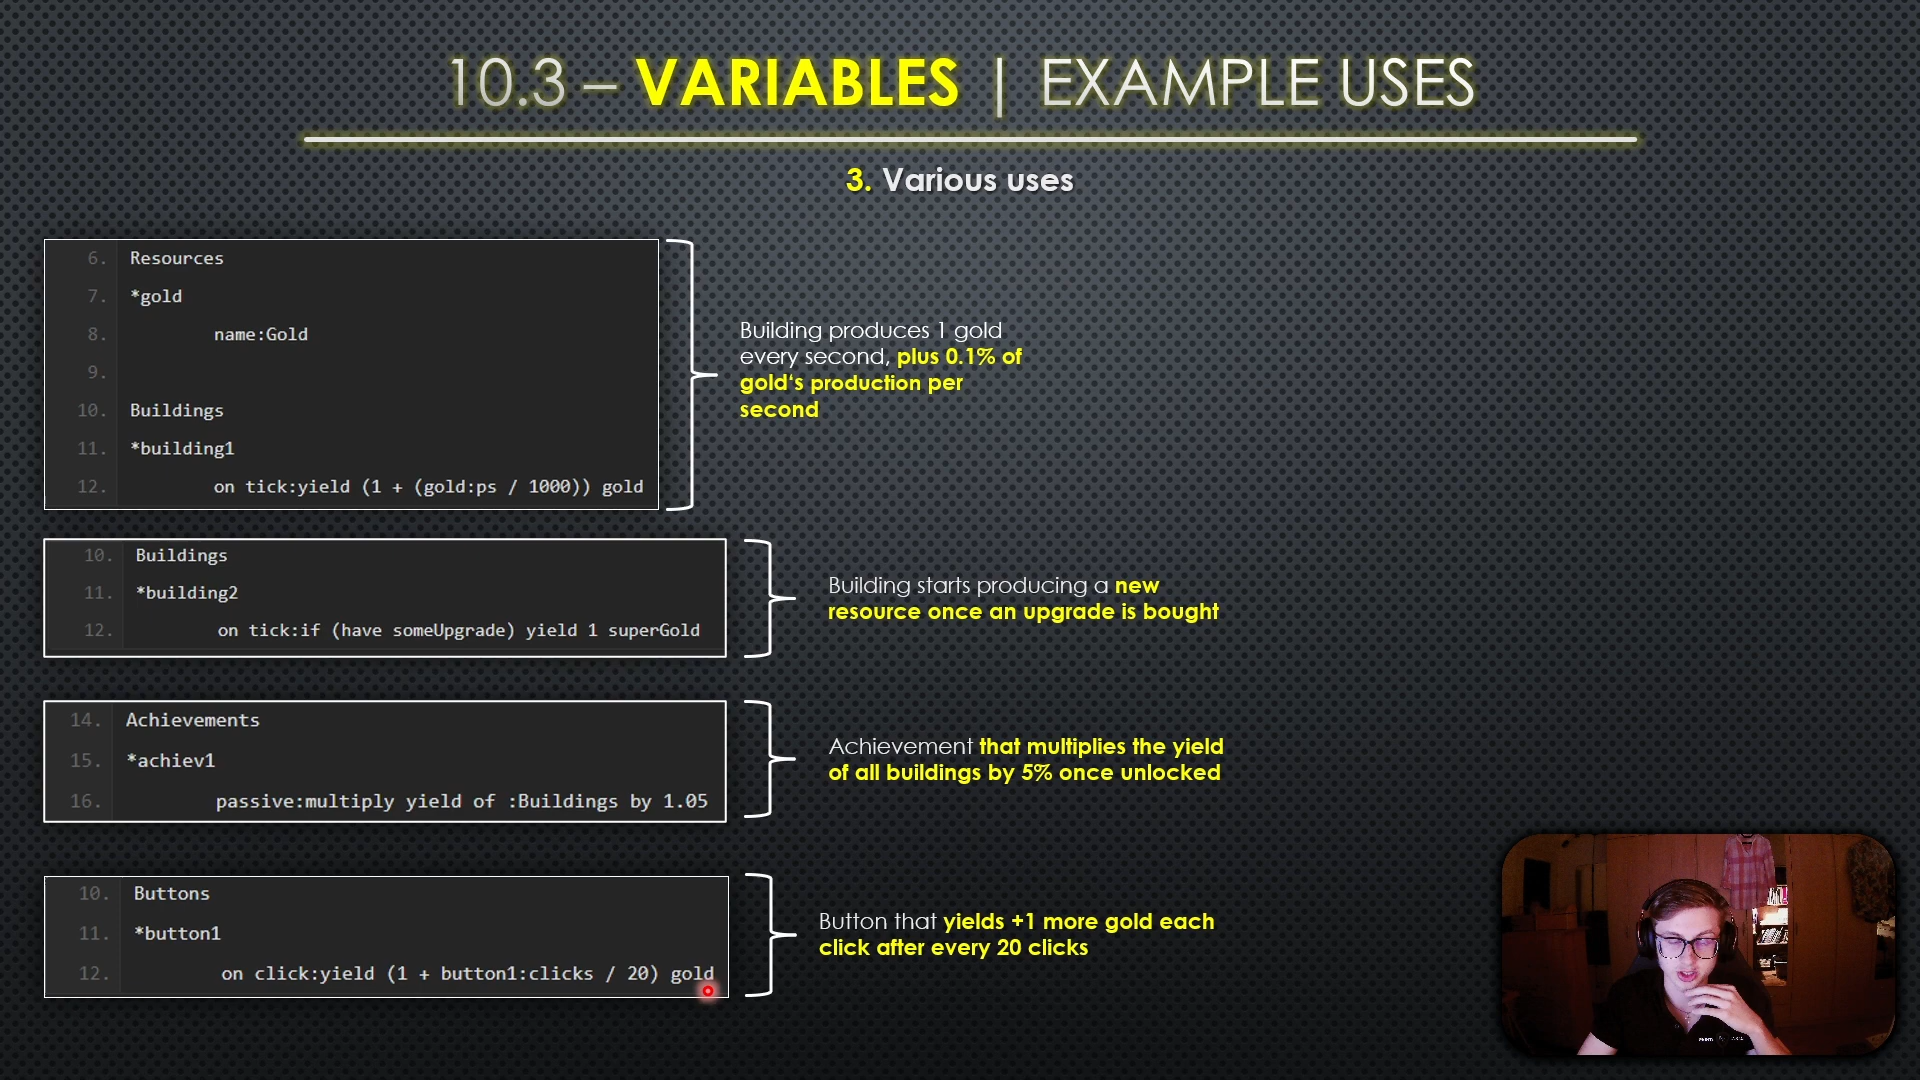 10.3 – VARIABLES | EXAMPLE USES
3. Various uses
6. Resources
7. *gold
8. name:Gold
9.
10. Buildings
11. *building1
12. on tick:yield (1 + (gold:ps / 1000)) gold
Building produces 1 gold
every second, plus 0.1% of
gold‘s production per
second
10. Buildings
11. *building2
12. on tick:if (have someUpgrade) yield 1 superGold
Building starts producing a new
resource once an upgrade is bought
14. Achievements
15. *achiev1
16. passive:multiply yield of :Buildings by 1.05
Achievement that multiplies the yield
of all buildings by 5% once unlocked
10. Buttons
11. *button1
12. on click:yield (1 + button1:clicks / 20) gold
Button that yields +1 more gold each
click after every 20 clicks